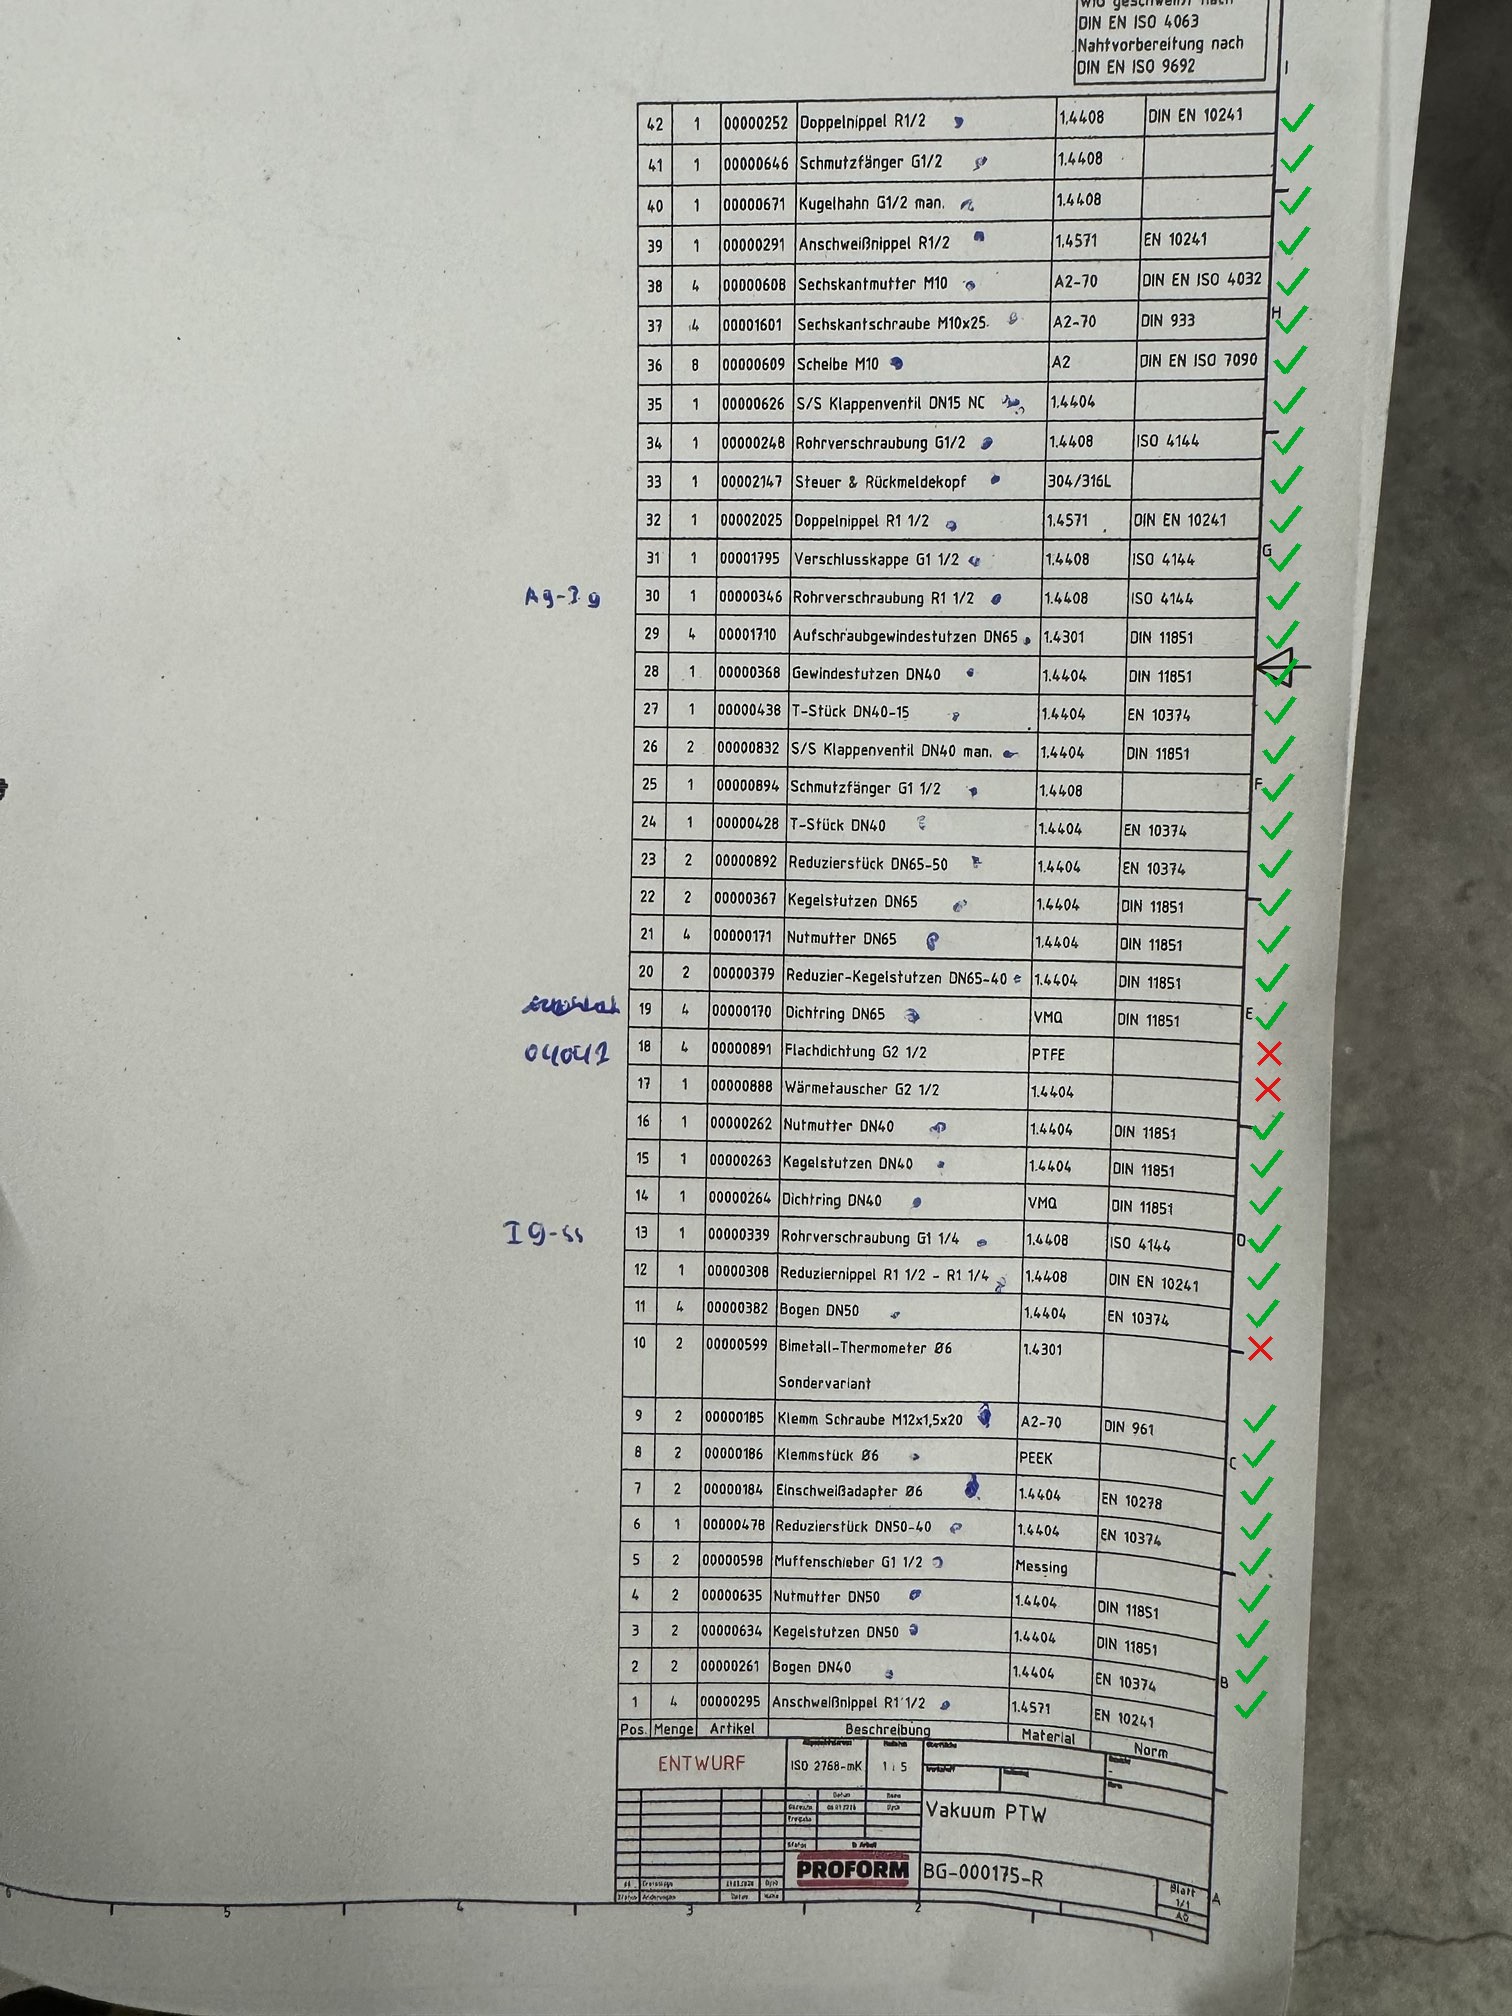 DIN EN ISO 4063
Nahtvorbereitung nach
DIN EN ISO 9692
I
42 1 00000252 Doppelnippel R1/2 1.4408 DIN EN 10241
41 1 00000646 Schmutzfänger G1/2 1.4408
40 1 00000671 Kugelhahn G1/2 man. 1.4408
39 1 00000291 Anschweißnippel R1/2 1.4571 EN 10241
38 4 00000608 Sechskantmutter M10 A2-70 DIN EN ISO 4032
37 4 00001601 Sechskantschraube M10x25 A2-70 DIN 933 H
36 8 00000609 Scheibe M10 A2 DIN EN ISO 7090
35 1 00000626 S/S Klappenventil DN15 NC 1.4404
34 1 00000248 Rohrverschraubung G1/2 1.4408 ISO 4144
33 1 00002147 Steuer & Rückmeldekopf 304/316L
32 1 00002025 Doppelnippel R1 1/2 1.4571 DIN EN 10241
31 1 00001795 Verschlusskappe G1 1/2 1.4408 ISO 4144 G
Ag-Ig 30 1 00000346 Rohrverschraubung R1 1/2 1.4408 ISO 4144
29 4 00001710 Aufschraubgewindestutzen DN65 1.4301 DIN 11851
28 1 00000368 Gewindestutzen DN40 1.4404 DIN 11851
27 1 00000438 T-Stück DN40-15 1.4404 EN 10374
26 2 00000832 S/S Klappenventil DN40 man. 1.4404 DIN 11851
25 1 00000894 Schmutzfänger G1 1/2 1.4408 F
24 1 00000428 T-Stück DN40 1.4404 EN 10374
23 2 00000892 Reduzierstück DN65-50 1.4404 EN 10374
22 2 00000367 Kegelstutzen DN65 1.4404 DIN 11851
21 4 00000171 Nutmutter DN65 1.4404 DIN 11851
20 2 00000379 Reduzier-Kegelstutzen DN65-40 1.4404 DIN 11851
19 4 00000170 Dichtring DN65 VMQ DIN 11851 E
18 4 00000891 Flachdichtung G2 1/2 PTFE
17 1 00000888 Wärmetauscher G2 1/2 1.4404
16 1 00000262 Nutmutter DN40 1.4404 DIN 11851
15 1 00000263 Kegelstutzen DN40 1.4404 DIN 11851
14 1 00000264 Dichtring DN40 VMQ DIN 11851
IG-SS 13 1 00000339 Rohrverschraubung G1 1/4 1.4408 ISO 4144 D
12 1 00000308 Reduziernippel R1 1/2 - R1 1/4 1.4408 DIN EN 10241
11 4 00000382 Bogen DN50 1.4404 EN 10374
10 2 00000599 Bimetall-Thermometer Ø6 1.4301
Sondervariant
9 2 00000185 Klemm Schraube M12x1,5x20 A2-70 DIN 961
8 2 00000186 Klemmstück Ø6 PEEK C
7 2 00000184 Einschweißadapter Ø6 1.4404 EN 10278
6 1 00000478 Reduzierstück DN50-40 1.4404 EN 10374
5 2 00000598 Muffenschieber G1 1/2 Messing
4 2 00000635 Nutmutter DN50 1.4404 DIN 11851
3 2 00000634 Kegelstutzen DN50 1.4404 DIN 11851
2 2 00000261 Bogen DN40 1.4404 EN 10374 B
1 4 00000295 Anschweißnippel R1 1/2 1.4571 EN 10241
Pos. Menge Artikel Beschreibung Material Norm
ENTWURF ISO 2768-mK 1 : 5
Datum Name
Vakuum PTW
Status
PROFORM BG-000175-R
Blatt
1/1
A0
A
6 5 4 3 2 1